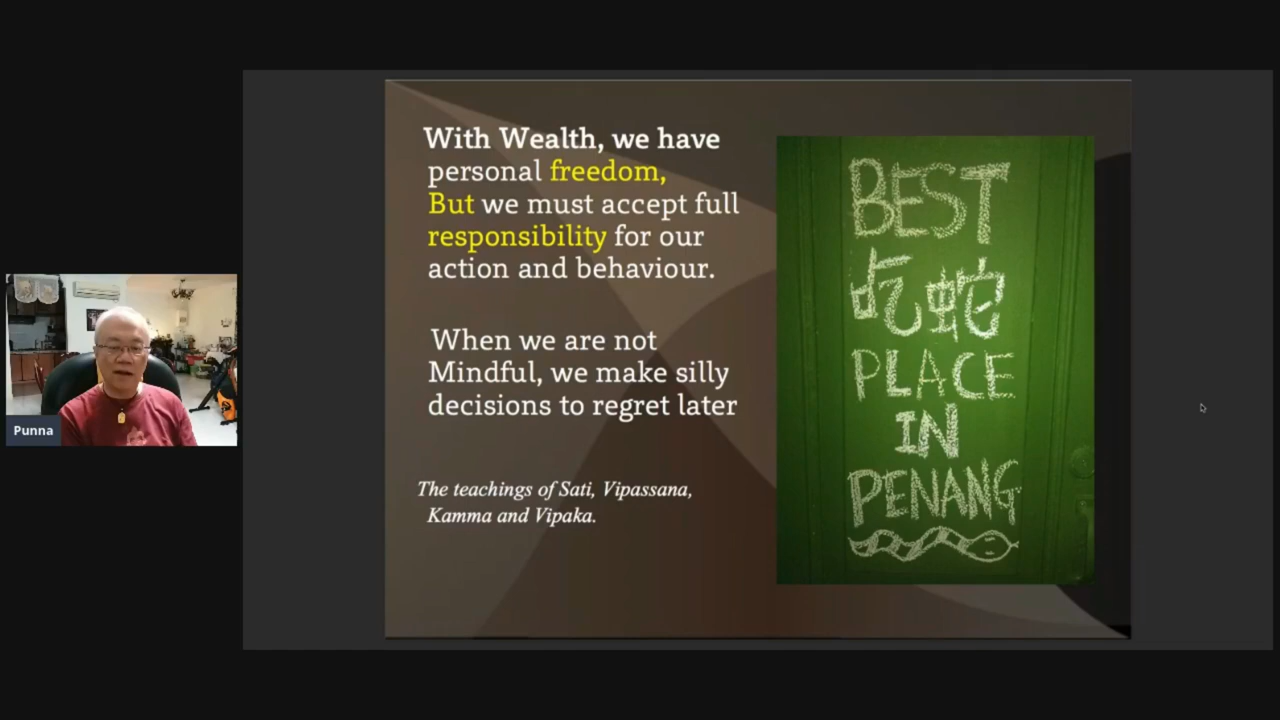 With Wealth, we have
personal freedom,
But we must accept full
responsibility for our
action and behaviour.
When we are not
Mindful, we make silly
decisions to regret later
The teachings of Sati, Vipassana,
Kamma and Vipaka.
BEST
吃蛇
PLACE
IN
PENANG
Punna